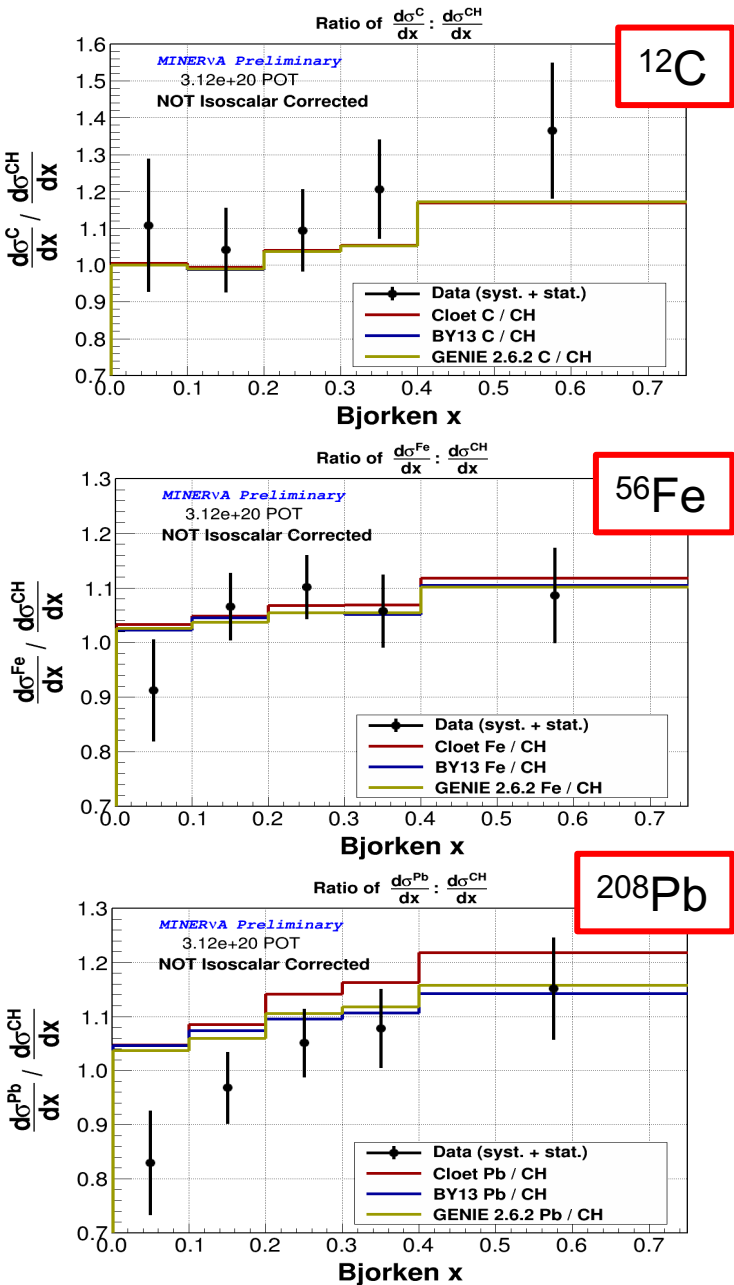 Ratio of dσ^C/dx : dσ^CH/dx
¹²C
MINERνA Preliminary
3.12e+20 POT
NOT Isoscalar Corrected
dσ^C/dx / dσ^CH/dx
1.6
1.5
1.4
1.3
1.2
1.1
1.0
0.9
0.8
0.7
Data (syst. + stat.)
Cloet C / CH
BY13 C / CH
GENIE 2.6.2 C / CH
0.0 0.1 0.2 0.3 0.4 0.5 0.6 0.7
Bjorken x
Ratio of dσ^Fe/dx : dσ^CH/dx
⁵⁶Fe
MINERνA Preliminary
3.12e+20 POT
NOT Isoscalar Corrected
dσ^Fe/dx / dσ^CH/dx
1.3
1.2
1.1
1.0
0.9
0.8
0.7
Data (syst. + stat.)
Cloet Fe / CH
BY13 Fe / CH
GENIE 2.6.2 Fe / CH
0.0 0.1 0.2 0.3 0.4 0.5 0.6 0.7
Bjorken x
Ratio of dσ^Pb/dx : dσ^CH/dx
²⁰⁸Pb
MINERνA Preliminary
3.12e+20 POT
NOT Isoscalar Corrected
dσ^Pb/dx / dσ^CH/dx
1.3
1.2
1.1
1.0
0.9
0.8
0.7
Data (syst. + stat.)
Cloet Pb / CH
BY13 Pb / CH
GENIE 2.6.2 Pb / CH
0.0 0.1 0.2 0.3 0.4 0.5 0.6 0.7
Bjorken x